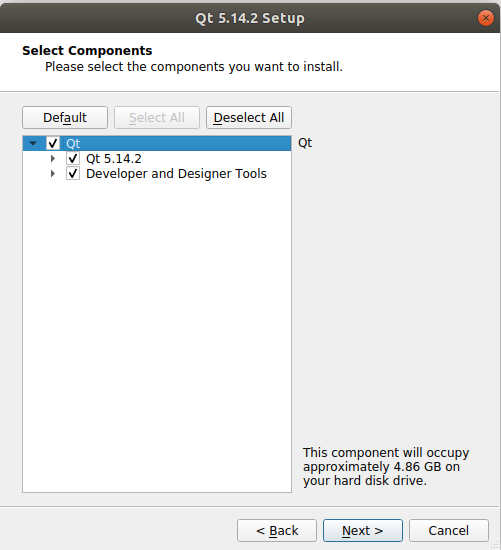 Qt 5.14.2 Setup
Select Components
Please select the components you want to install.
Default
Select All
Deselect All
Qt
Qt
Qt 5.14.2
Developer and Designer Tools
This component will occupy
approximately 4.86 GB on
your hard disk drive.
< Back
Next >
Cancel